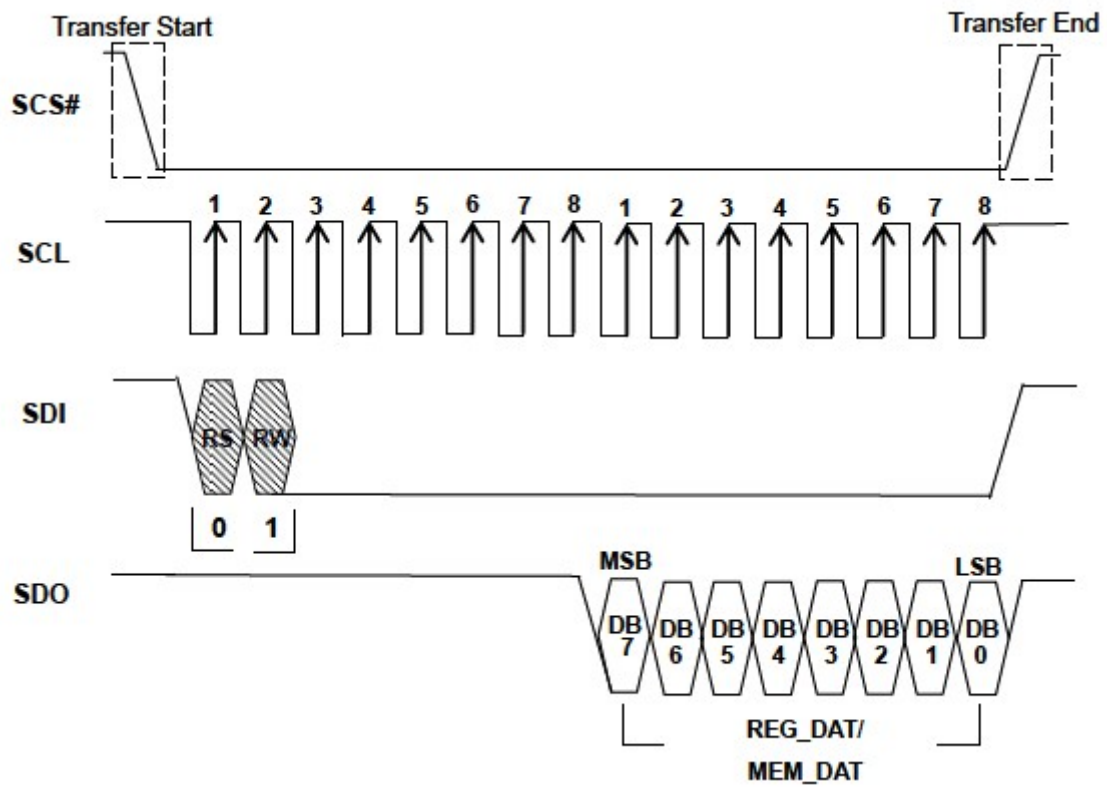 Transfer Start
Transfer End
SCS#
1 2 3 4 5 6 7 8 1 2 3 4 5 6 7 8
SCL
SDI
RS RW
0 1
MSB LSB
SDO
DB DB DB DB DB DB DB DB
7 6 5 4 3 2 1 0
REG_DAT/
MEM_DAT